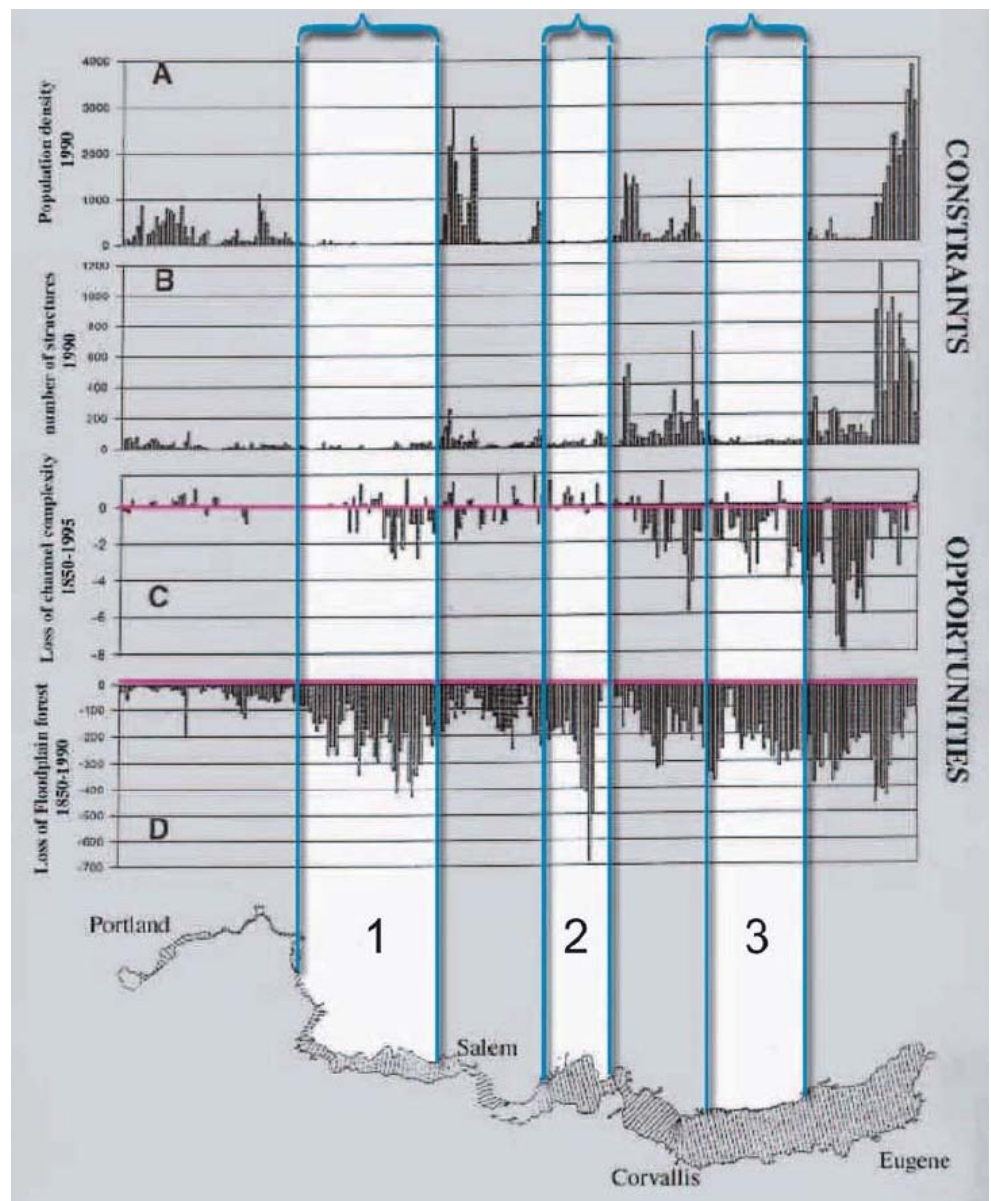 A
Population density
1990
4000
3000
2000
1000
0
B
number of structures
1990
1200
1000
800
600
400
200
0
CONSTRAINTS
C
Loss of channel complexity
1850-1995
0
-2
-4
-6
-8
D
Loss of Floodplain forest
1850-1990
0
-100
-200
-300
-400
-500
-600
-700
OPPORTUNITIES
Portland
1
2
3
Salem
Corvallis
Eugene